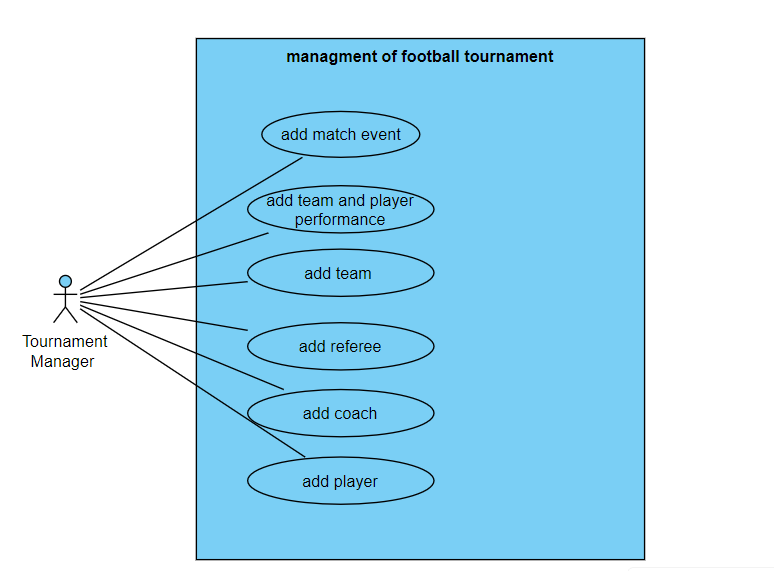 managment of football tournament
add match event
add team and player
performance
add team
Tournament
Manager
add referee
add coach
add player